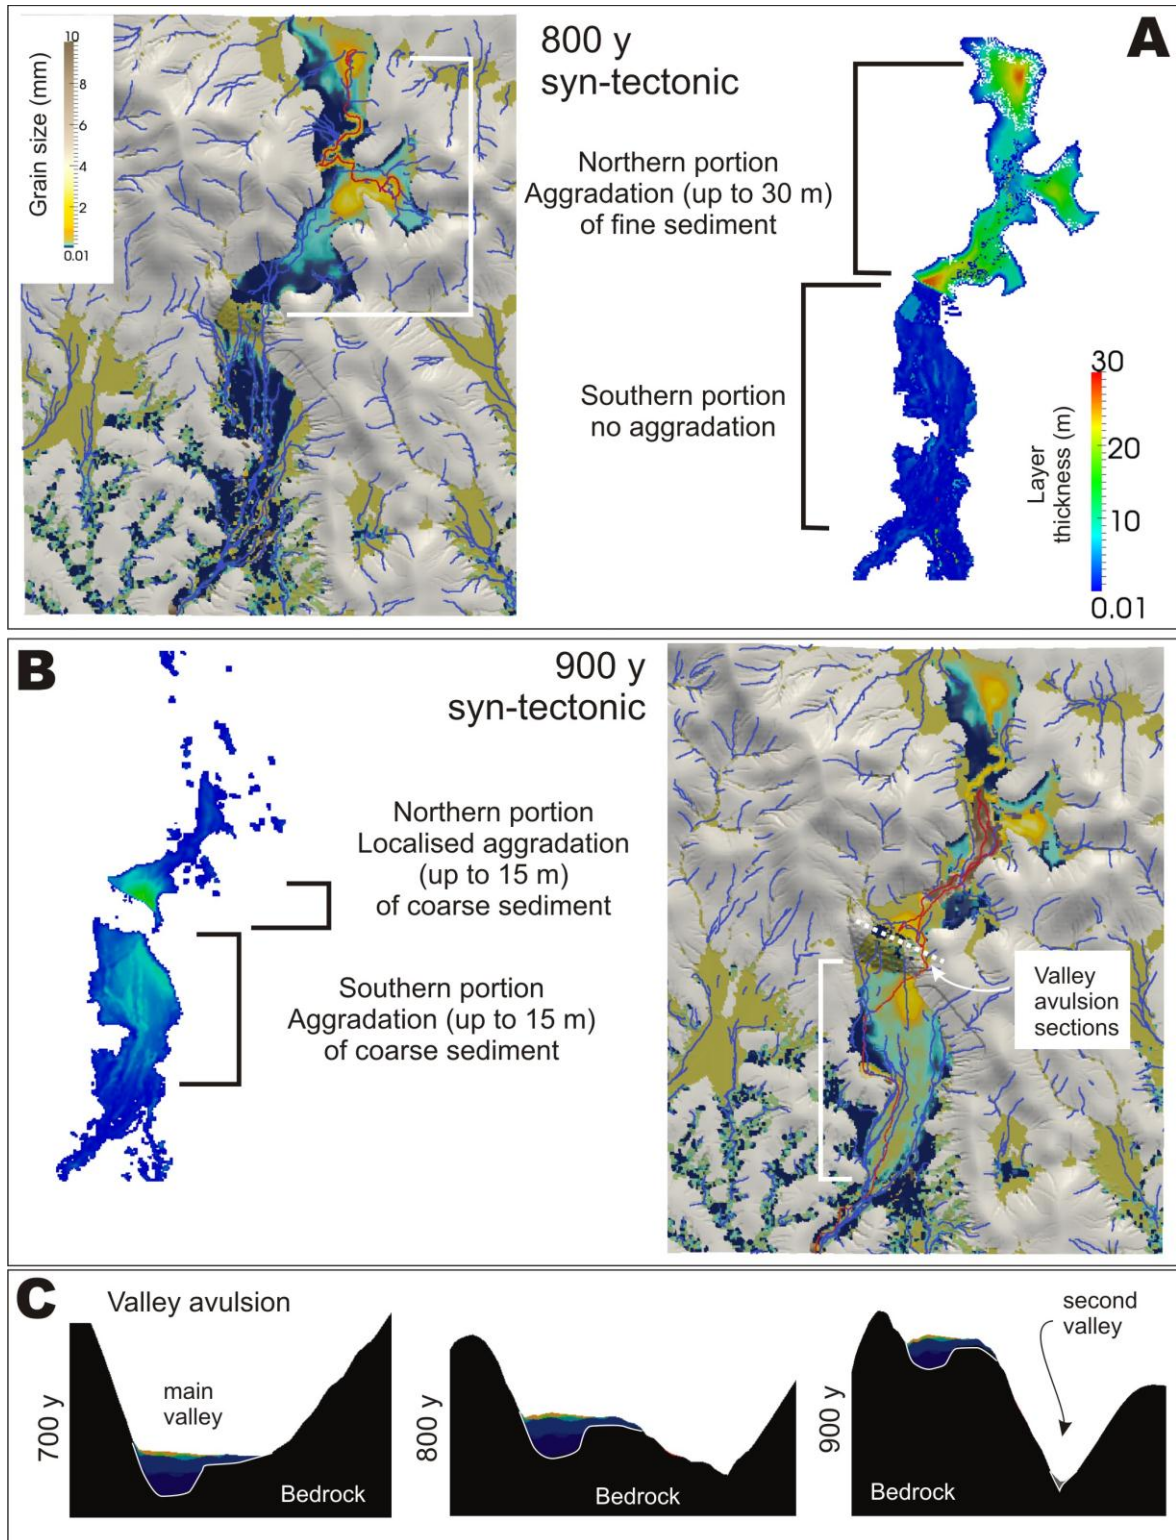 A
800 y
syn-tectonic
Grain size (mm)
10
8
6
4
2
0.01
Northern portion
Aggradation (up to 30 m)
of fine sediment
Southern portion
no aggradation
Layer
thickness (m)
30
20
10
0.01
B
900 y
syn-tectonic
Northern portion
Localised aggradation
(up to 15 m)
of coarse sediment
Southern portion
Aggradation (up to 15 m)
of coarse sediment
Valley
avulsion
sections
C
Valley avulsion
700 y
main
valley
Bedrock
800 y
Bedrock
900 y
second
valley
Bedrock